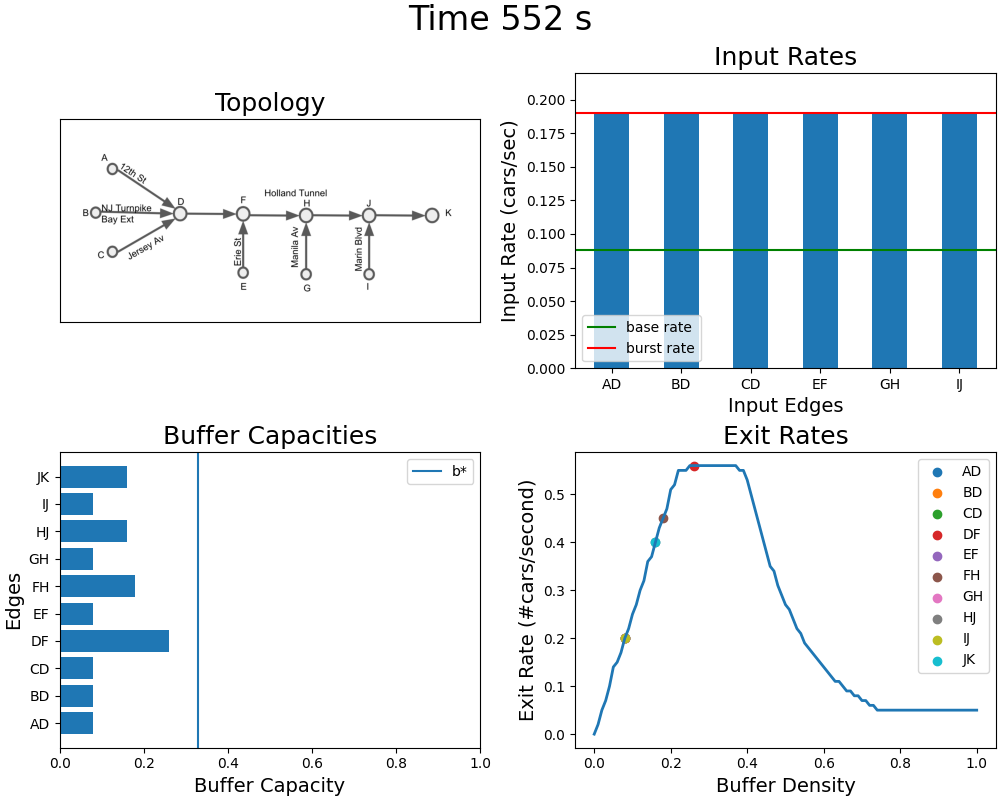 Time 552 s
Topology
A
12th St
B
NJ Turnpike
Bay Ext
C
Jersey Av
D
F
Holland Tunnel
H
J
K
Erie St
Manila Av
Marin Blvd
E
G
I
Input Rates
Input Rate (cars/sec)
0.200
0.175
0.150
0.125
0.100
0.075
0.050
0.025
0.000
base rate
burst rate
AD BD CD EF GH IJ
Input Edges
Buffer Capacities
Edges
JK
IJ
HJ
GH
FH
EF
DF
CD
BD
AD
b*
0.0 0.2 0.4 0.6 0.8 1.0
Buffer Capacity
Exit Rates
Exit Rate (#cars/second)
0.5
0.4
0.3
0.2
0.1
0.0
AD
BD
CD
DF
EF
FH
GH
HJ
IJ
JK
0.0 0.2 0.4 0.6 0.8 1.0
Buffer Density